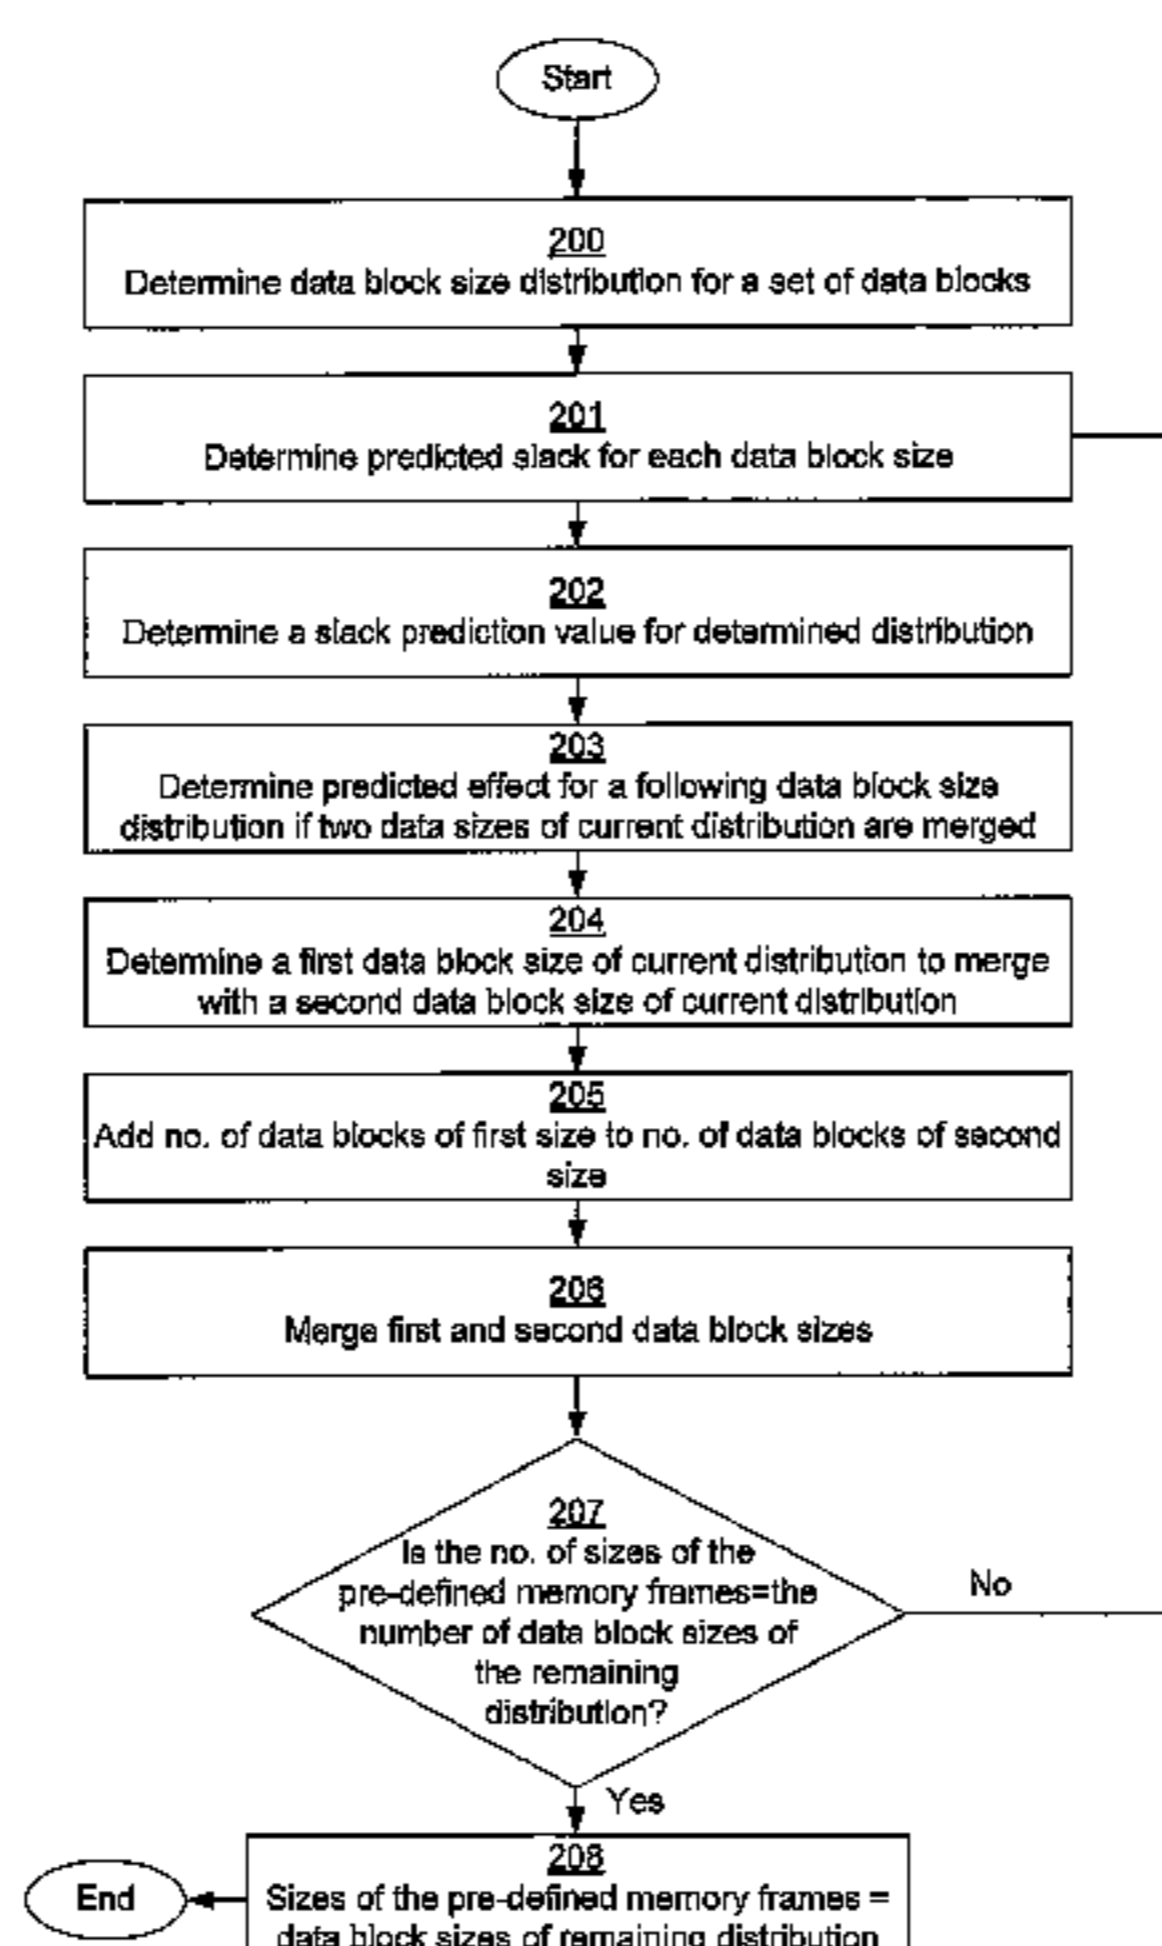 Start
200
Determine data block size distribution for a set of data blocks
201
Determine predicted slack for each data block size
202
Determine a slack prediction value for determined distribution
203
Determine predicted effect for a following data block size
distribution if two data sizes of current distribution are merged
204
Determine a first data block size of current distribution to merge
with a second data block size of current distribution
205
Add no. of data blocks of first size to no. of data blocks of second
size
206
Merge first and second data block sizes
207
Is the no. of sizes of the
pre-defined memory frames=the
number of data block sizes of
the remaining
distribution?
No
Yes
208
Sizes of the pre-defined memory frames =
data block sizes of remaining distribution
End